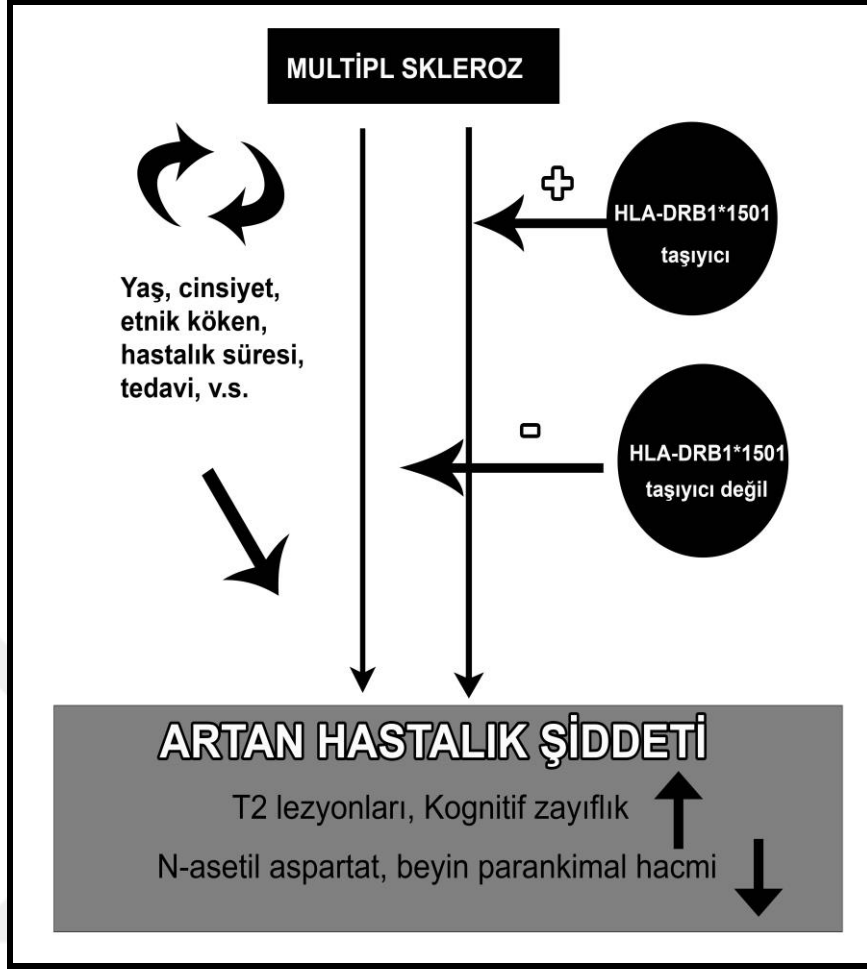 MULTİPL SKLEROZ
+
HLA-DRB1*1501
taşıyıcı
Yaş, cinsiyet,
etnik köken,
hastalık süresi,
tedavi, v.s.
-
HLA-DRB1*1501
taşıyıcı değil
ARTAN HASTALIK ŞİDDETİ
T2 lezyonları, Kognitif zayıflık
N-asetil aspartat, beyin parankimal hacmi